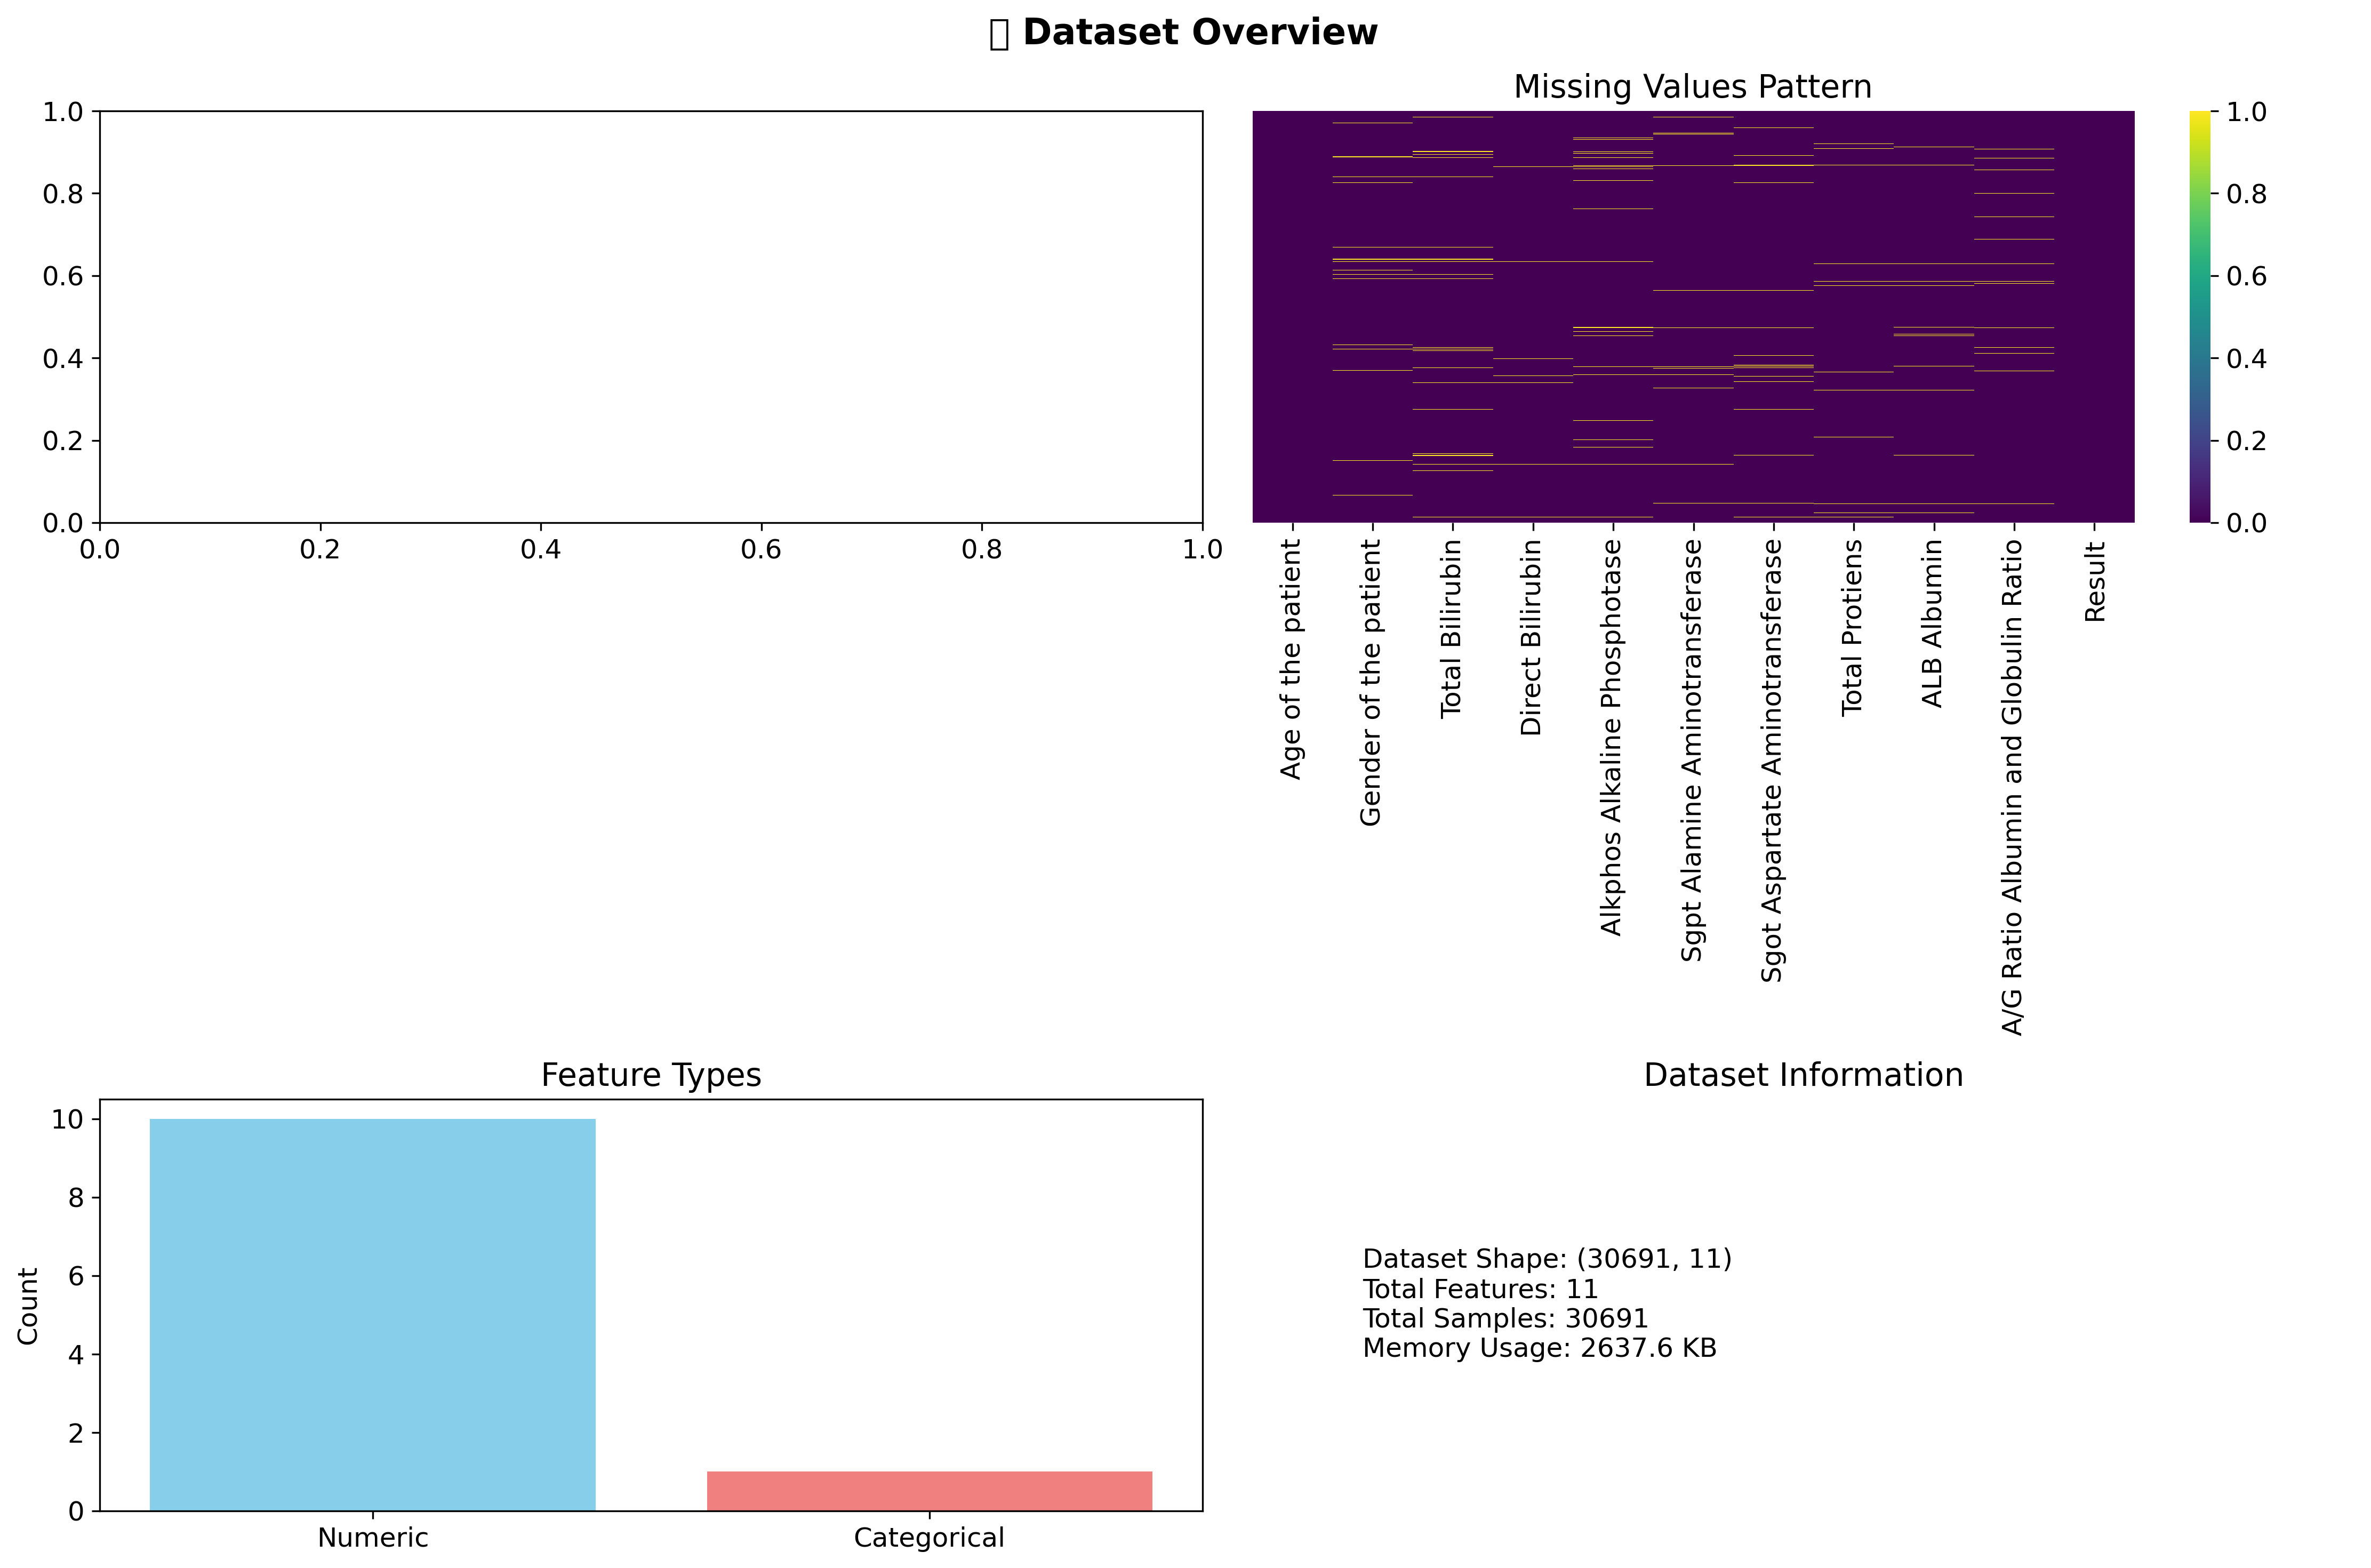 Dataset Overview
1.0
0.8
0.6
0.4
0.2
0.0
0.0 0.2 0.4 0.6 0.8 1.0
Missing Values Pattern
1.0
0.8
0.6
0.4
0.2
0.0
Age of the patient
Gender of the patient
Total Bilirubin
Direct Bilirubin
Alkphos Alkaline Phosphotase
Sgpt Alamine Aminotransferase
Sgot Aspartate Aminotransferase
Total Protiens
ALB Albumin
A/G Ratio Albumin and Globulin Ratio
Result
Feature Types
Count
10
8
6
4
2
0
Numeric Categorical
Dataset Information
Dataset Shape: (30691, 11)
Total Features: 11
Total Samples: 30691
Memory Usage: 2637.6 KB